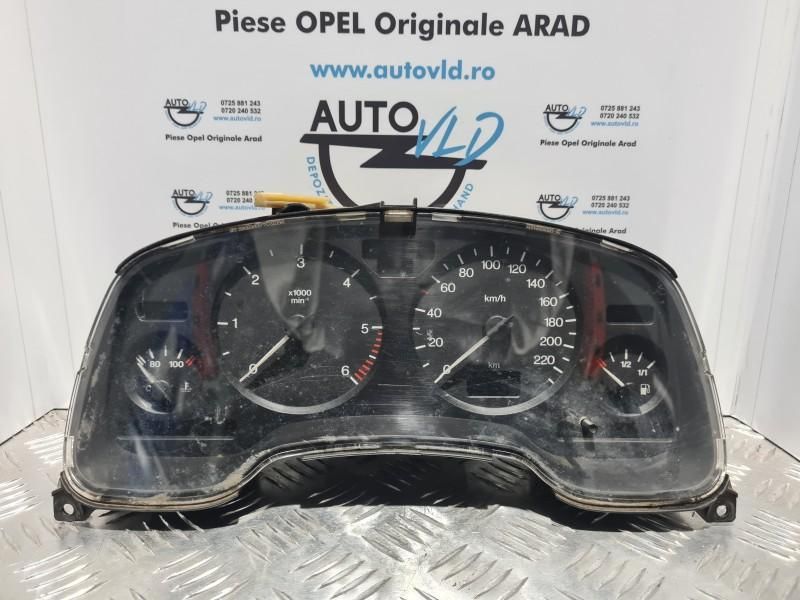 Piese OPEL Originale ARAD
www.autovld.ro
AUTO VLD
0725 881 243
0720 240 532
autovld.ro
Piese Opel Originale Arad
AUTO VLD
0725 881 243
0720 240 532
autovld.ro
Piese Opel Originale Arad
AUTO VLD
AUTO VLD
0725 881 243
0720 240 532
autovld.ro
AUTO VLD
0725 881 243
0720 240 532
autovld.ro
0 1 2 3 4 5 6
x1000
min-1
0 20 40 60 80 100 120 140 160 180 200 220
km/h
km
80 100
C
1/2 1/1